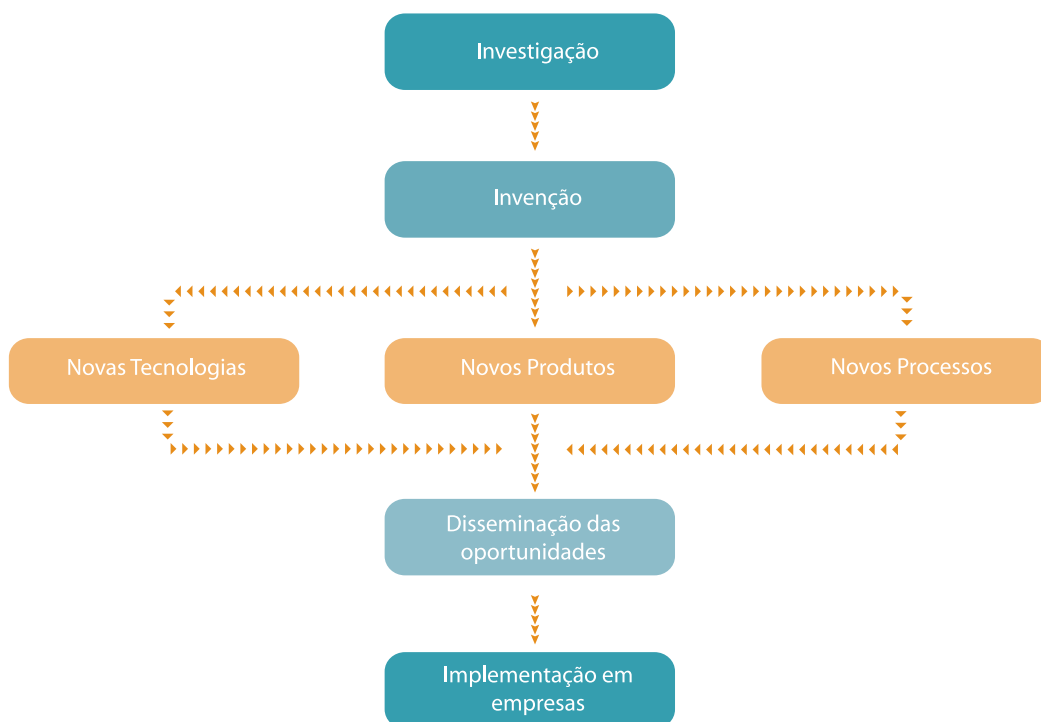 Investigação
Invenção
Novas Tecnologias
Novos Produtos
Novos Processos
Disseminação das
oportunidades
Implementação em
empresas